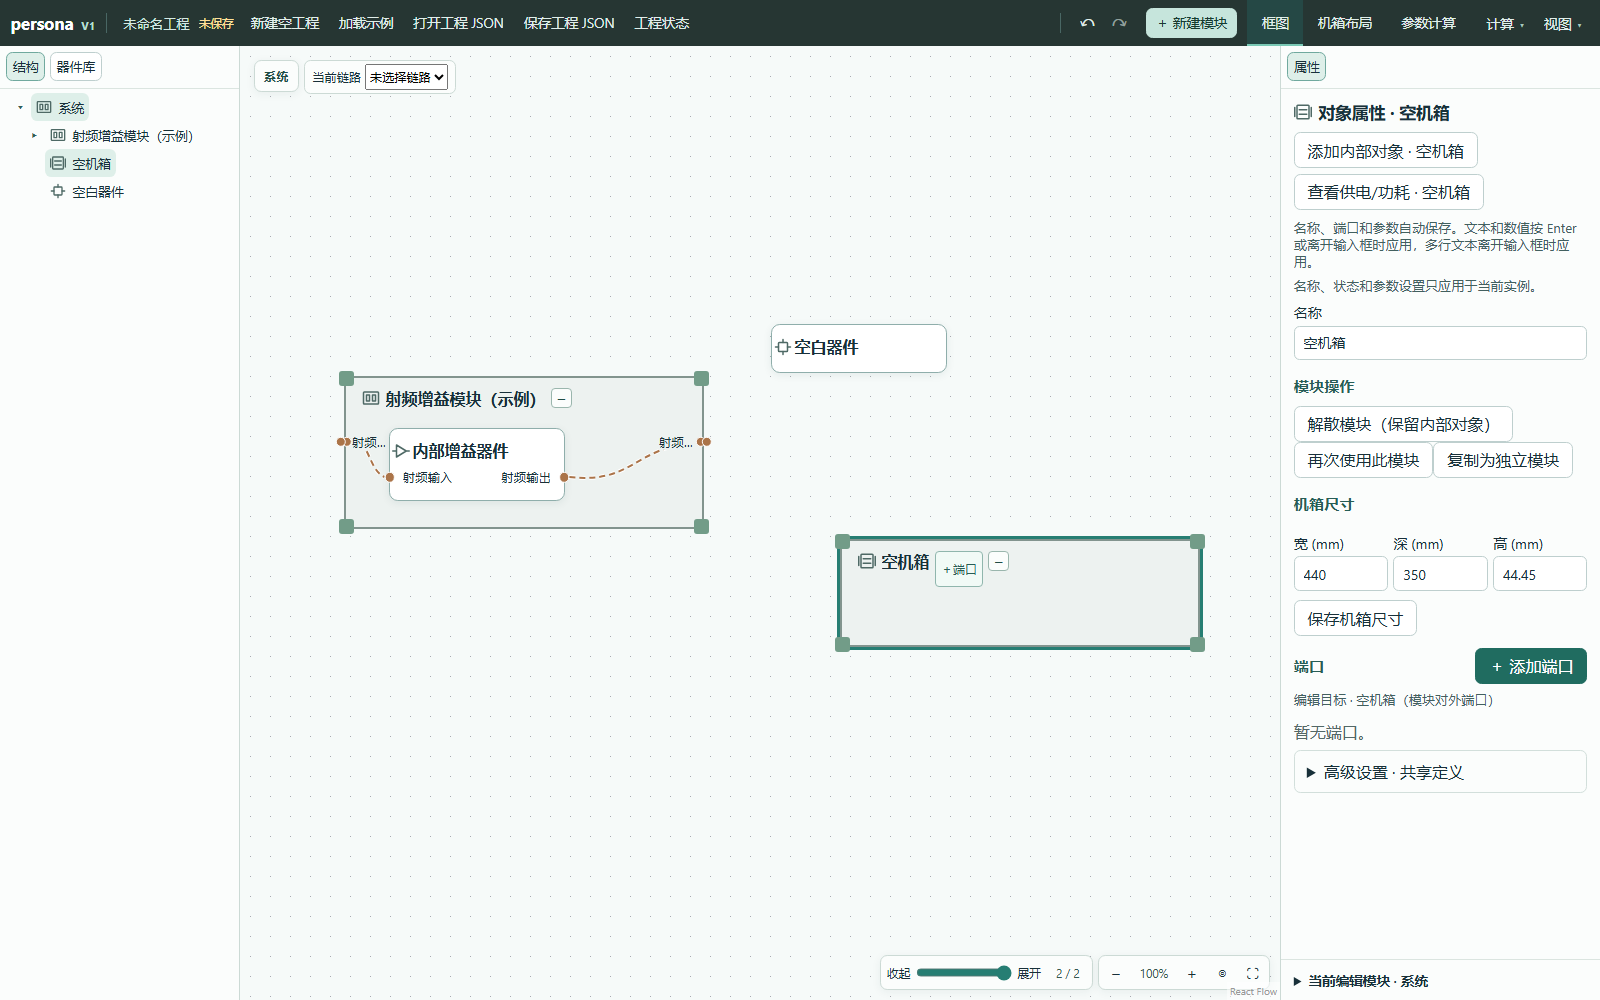 persona V1 未命名工程 未保存 新建空工程 加载示例 打开工程 JSON 保存工程 JSON 工程状态 + 新建模块 框图 机箱布局 参数计算 计算 视图
结构 器件库
系统
射频增益模块（示例）
空机箱
空白器件
系统 当前链路 未选择链路
空白器件
射频增益模块（示例） −
射频... 射频...
内部增益器件
射频输入 射频输出
空机箱 +端口 −
收起 展开 2 / 2 − 100% +
React Flow
属性
对象属性 · 空机箱
添加内部对象 · 空机箱
查看供电/功耗 · 空机箱
名称、端口和参数自动保存。文本和数值按 Enter
或离开输入框时应用，多行文本离开输入框时应
用。
名称、状态和参数设置只应用于当前实例。
名称
空机箱
模块操作
解散模块（保留内部对象）
再次使用此模块 复制为独立模块
机箱尺寸
宽 (mm) 深 (mm) 高 (mm)
440 350 44.45
保存机箱尺寸
端口 + 添加端口
编辑目标 · 空机箱（模块对外端口）
暂无端口。
高级设置 · 共享定义
当前编辑模块 · 系统